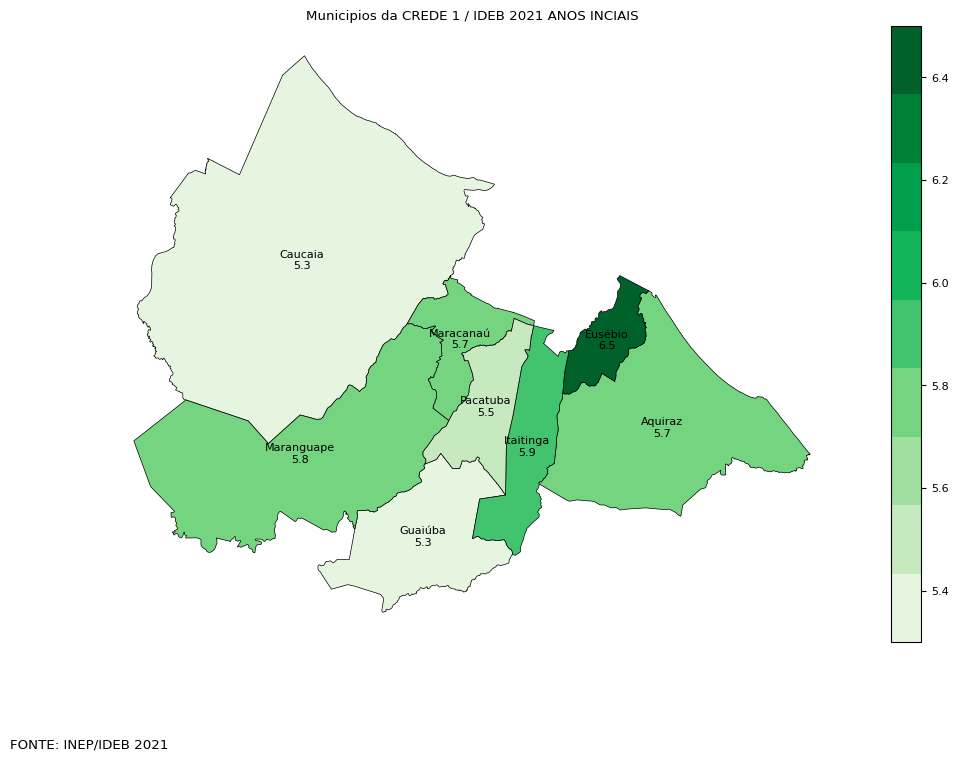 Municipios da CREDE 1 / IDEB 2021 ANOS INCIAIS
6.4
6.2
6.0
5.8
5.6
5.4
Caucaia
5.3
Maracanaú
5.7
Eusébio
6.5
Pacatuba
5.5
Aquiraz
5.7
Itaitinga
5.9
Maranguape
5.8
Guaiúba
5.3
FONTE: INEP/IDEB 2021